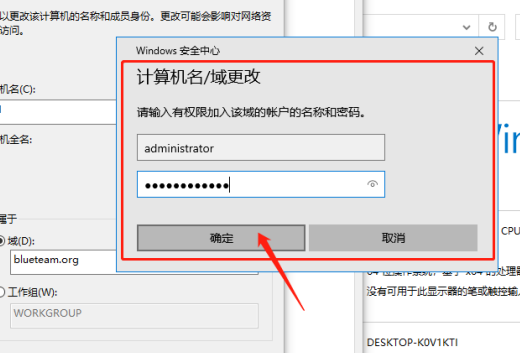 以更改该计算机的名称和成员身份。更改可能会影响对网络资
访问。
Windows 安全中心
计算机名/域更改
机名(C):
请输入有权限加入该域的帐户的名称和密码。
机全名:
administrator
●●●●●●●●●●●●
属于
域(D):
确定
取消
CPU
blueteam.org
64 位操作系统，基于 x64 的处理器
工作组(W):
没有可用于此显示器的笔或触控输
WORKGROUP
DESKTOP-K0V1KTI